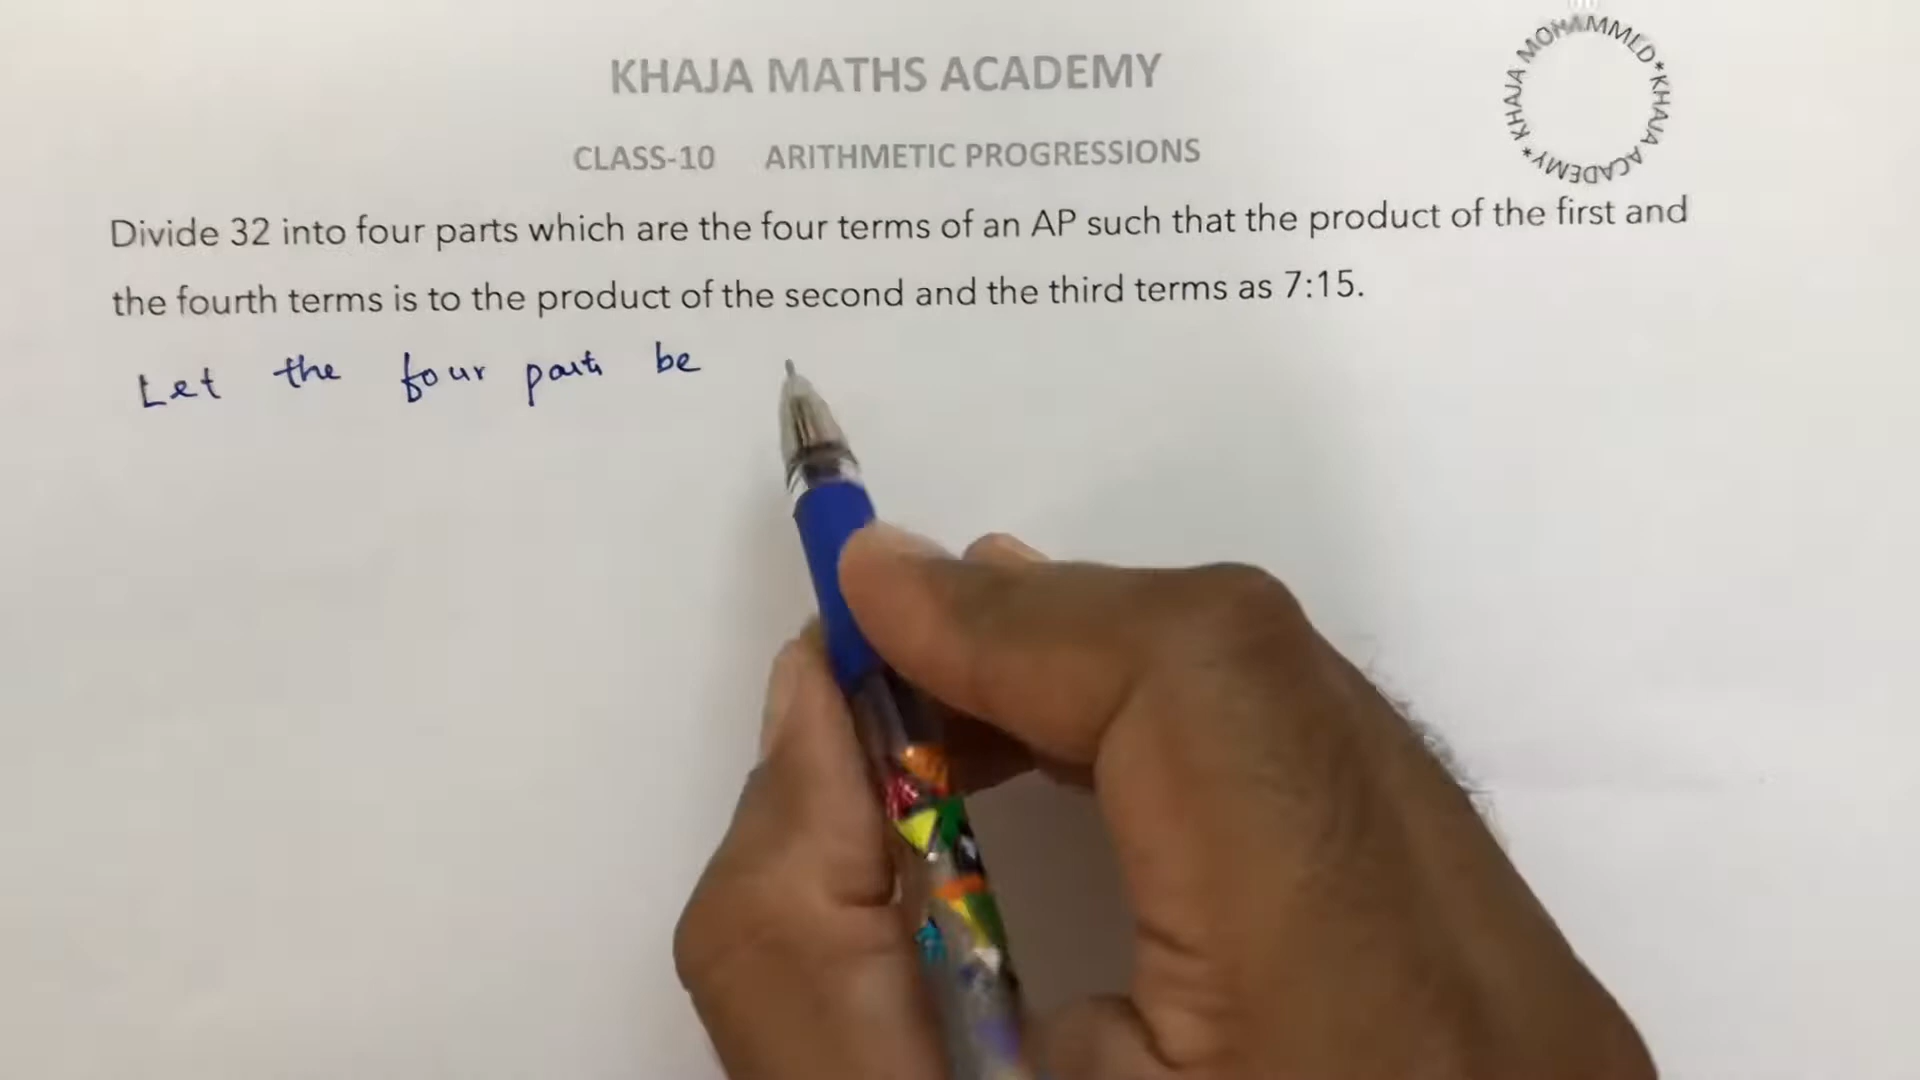 KHAJA MATHS ACADEMY
KHAJA MOHAMMED*KHAJA ACADEMY*
CLASS-10 ARITHMETIC PROGRESSIONS
Divide 32 into four parts which are the four terms of an AP such that the product of the first and
the fourth terms is to the product of the second and the third terms as 7:15.
Let the four parts be